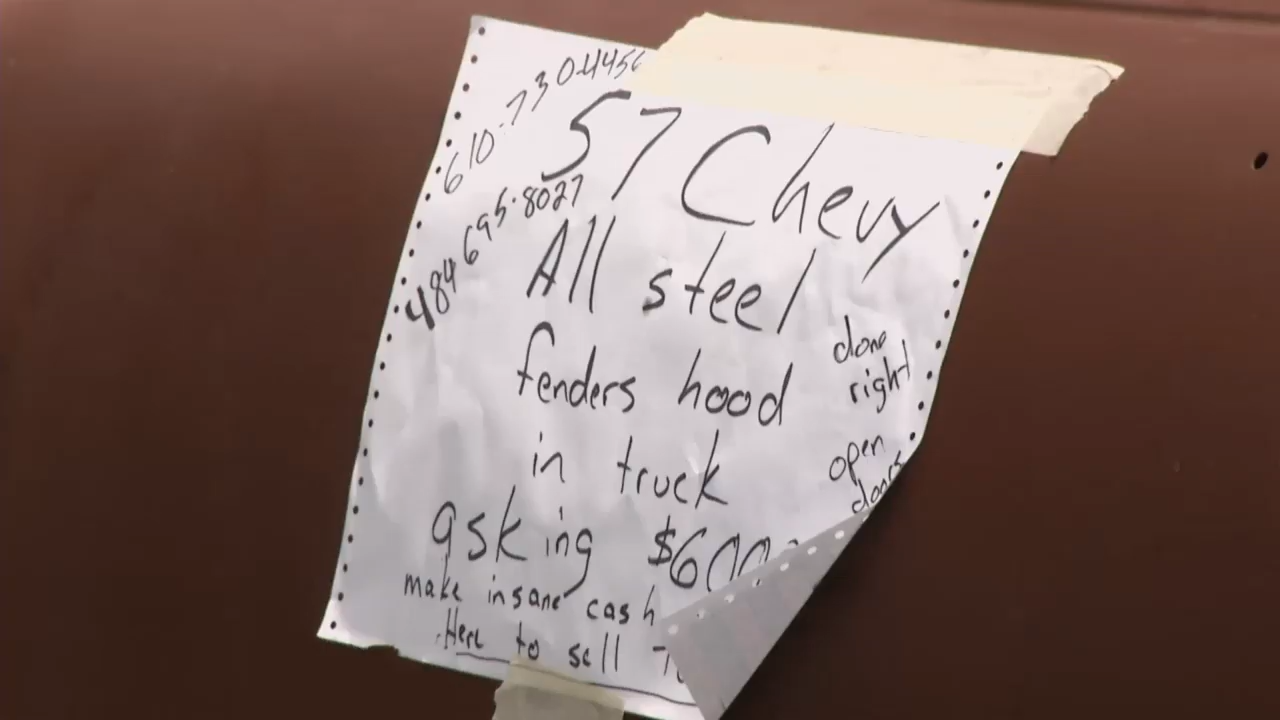 610-730-445
484 695-8027
57 Chevy
All steel
fenders hood
in truck
done
right
open
doors
asking $600
make insane cash
Here to sell